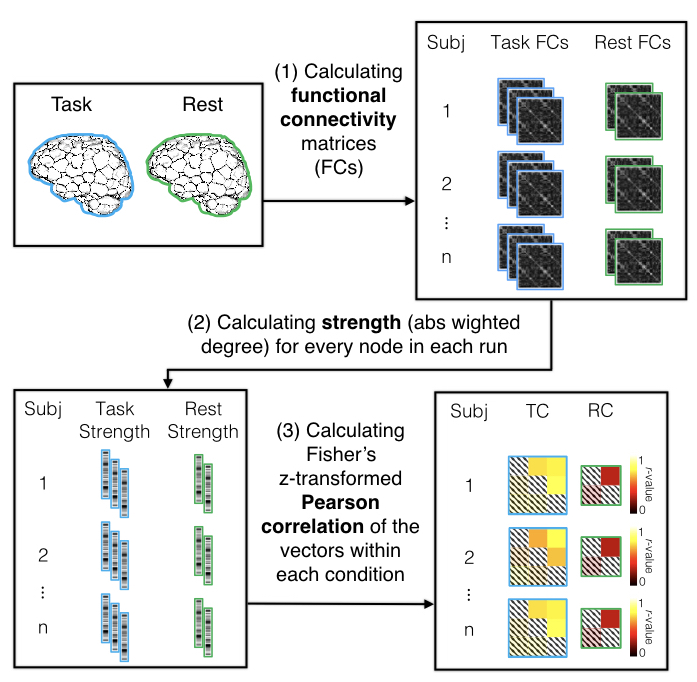 Task Rest
(1) Calculating
functional
connectivity
matrices
(FCs)
Subj Task FCs Rest FCs
1
2
⋮
n
(2) Calculating strength (abs wighted
degree) for every node in each run
Subj Task Rest
Strength Strength
1
2
⋮
n
(3) Calculating
Fisher's
z-transformed
Pearson
correlation of the
vectors within
each condition
Subj TC RC
1
1
r-value
0
2
1
r-value
0
⋮
n
1
r-value
0